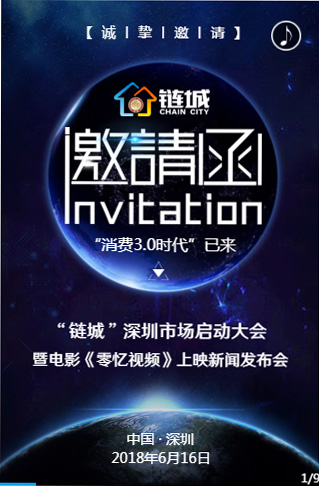 【诚 | 挚 | 邀 | 请】
链城
CHAIN CITY
邀請函
Invitation
“消费3.0时代”已来
“链城”深圳市场启动大会
暨电影《零忆视频》上映新闻发布会
中国·深圳
2018年6月16日
1/9